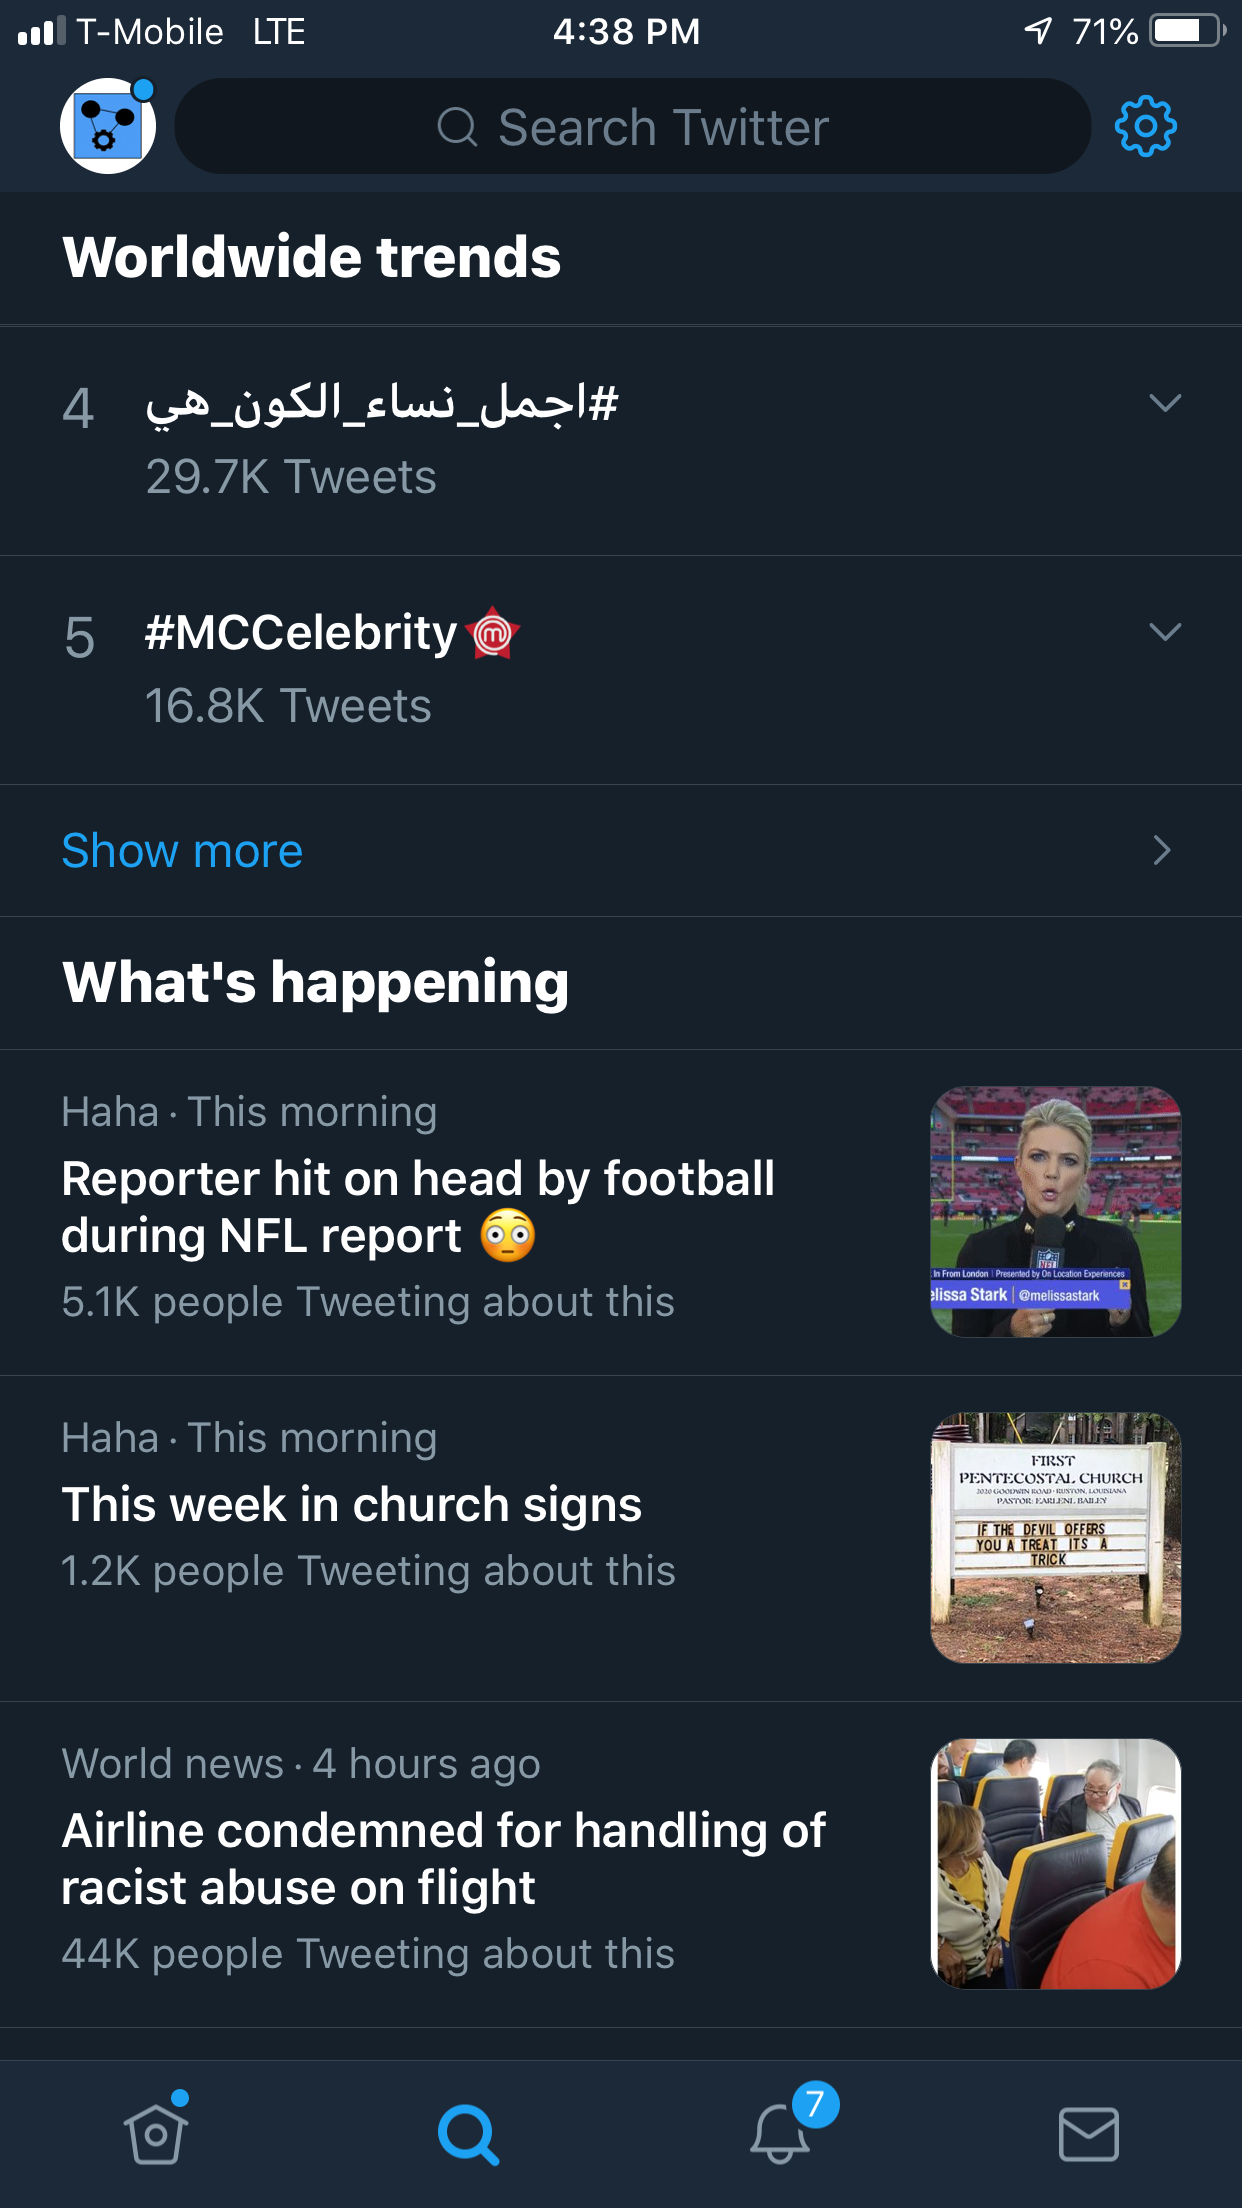 T-Mobile LTE 4:38 PM 71%
Search Twitter
Worldwide trends
4 #اجمل_نساء_الكون_هي
29.7K Tweets
5 #MCCelebrity
16.8K Tweets
Show more
What's happening
Haha · This morning
Reporter hit on head by football
during NFL report 😳
5.1K people Tweeting about this
In From London | Presented by On Location Experiences
elissa Stark | @melissastark
NFL
Haha · This morning
This week in church signs
1.2K people Tweeting about this
FIRST
PENTECOSTAL CHURCH
2020 GOODWIN ROAD · RUSTON, LOUISIANA
PASTOR: EARLENE BAILEY
IF THE DEVIL OFFERS
YOU A TREAT ITS A
TRICK
World news · 4 hours ago
Airline condemned for handling of
racist abuse on flight
44K people Tweeting about this
7